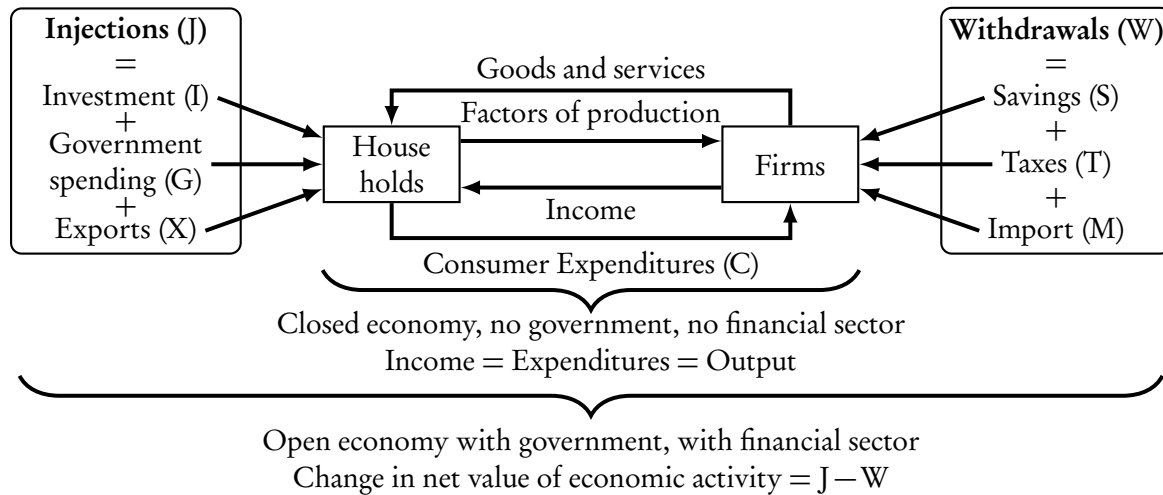 Injections (J)
=
Investment (I)
+
Government
spending (G)
+
Exports (X)
Goods and services
Factors of production
House
holds
Firms
Income
Consumer Expenditures (C)
Withdrawals (W)
=
Savings (S)
+
Taxes (T)
+
Import (M)
Closed economy, no government, no financial sector
Income = Expenditures = Output
Open economy with government, with financial sector
Change in net value of economic activity = J − W